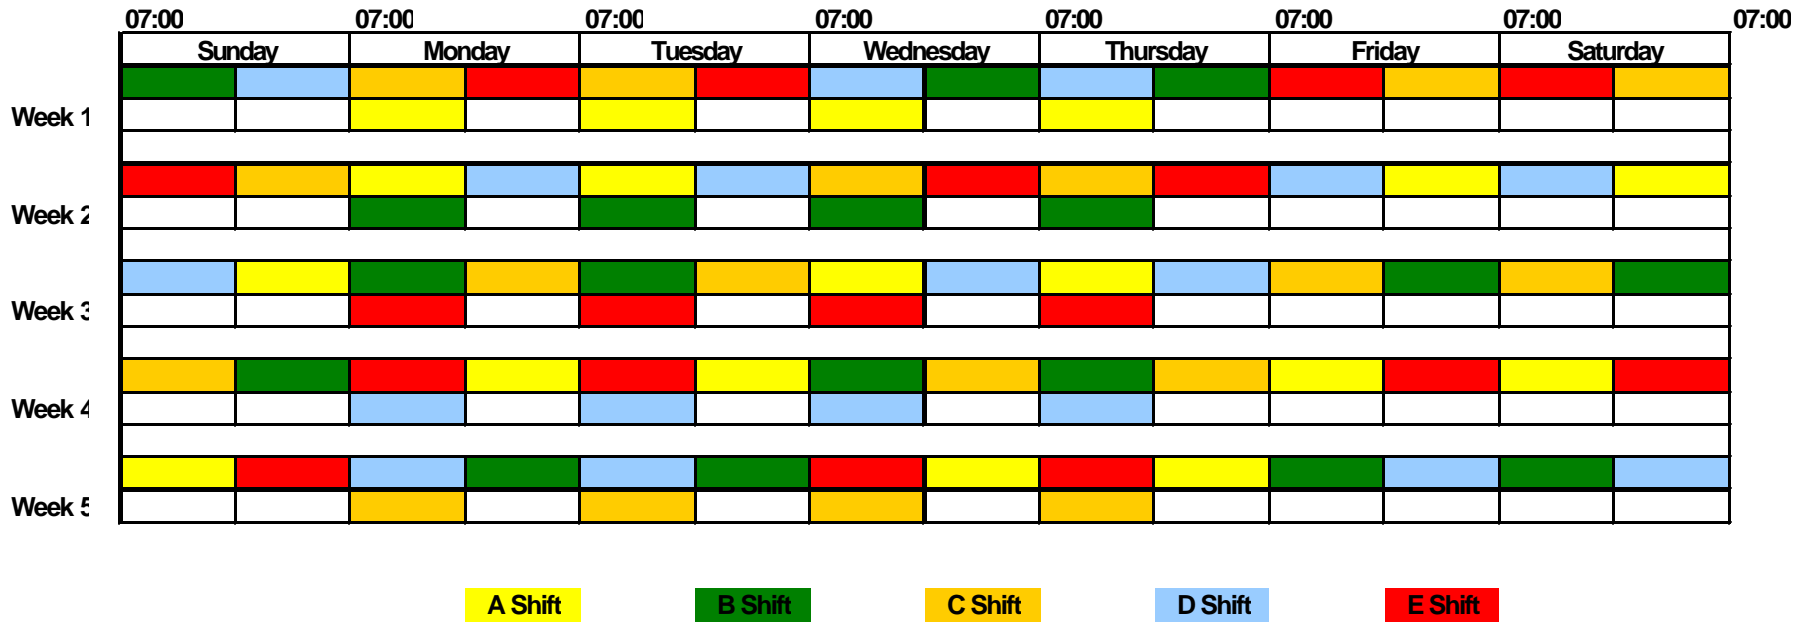 07:00 07:00 07:00 07:00 07:00 07:00 07:00 07:00
Sunday Monday Tuesday Wednesday Thursday Friday Saturday
Week 1
Week 2
Week 3
Week 4
Week 5
A Shift B Shift C Shift D Shift E Shift